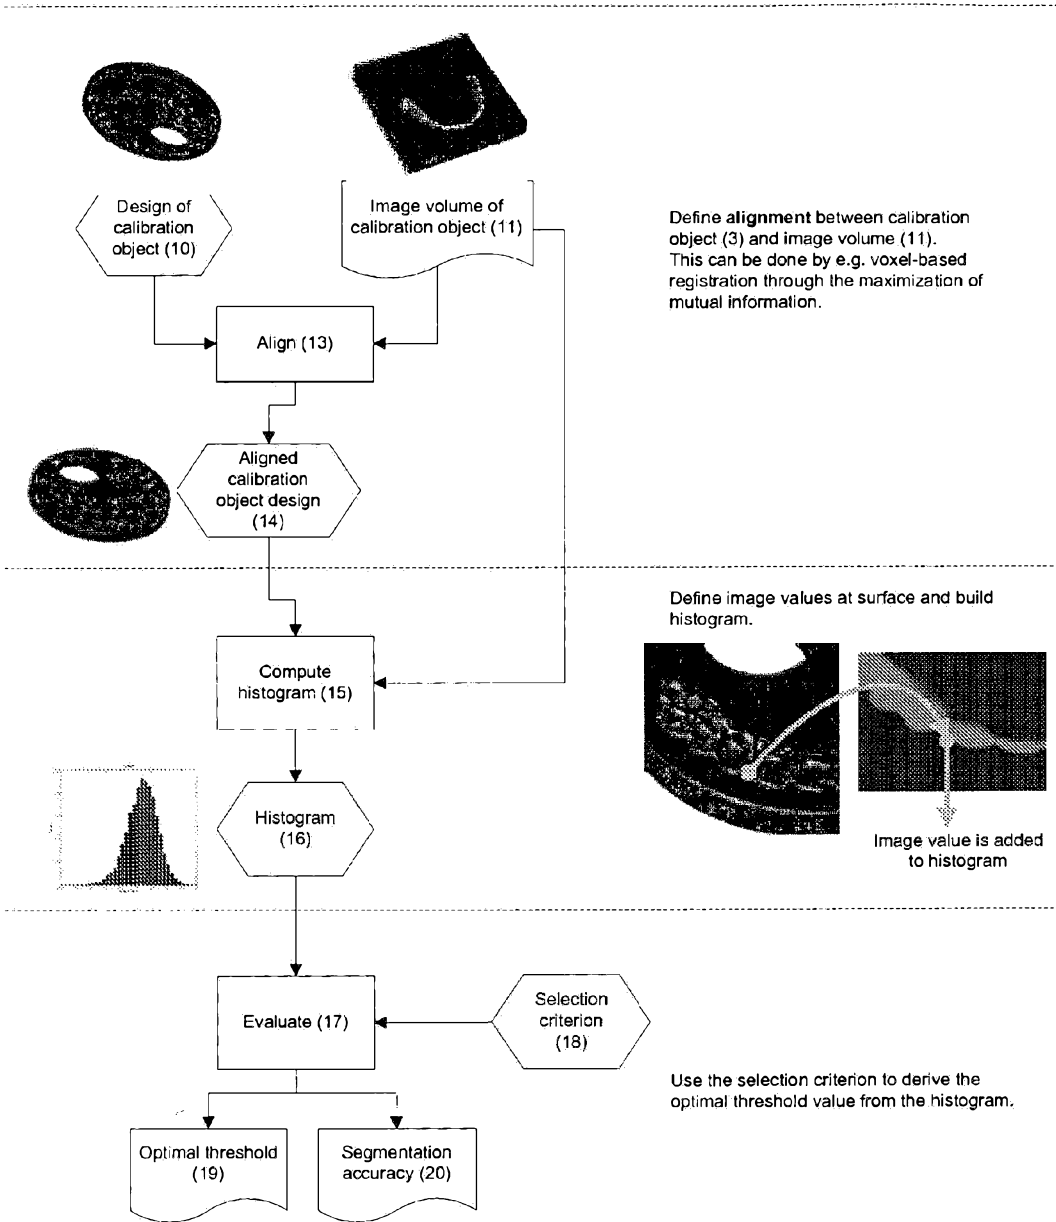 Design of
calibration
object (10)
Image volume of
calibration object (11)
Define alignment between calibration
object (3) and image volume (11).
This can be done by e.g. voxel-based
registration through the maximization of
mutual information.
Align (13)
Aligned
calibration
object design
(14)
Define image values at surface and build
histogram.
Compute
histogram (15)
Histogram
(16)
Image value is added
to histogram
Evaluate (17)
Selection
criterion
(18)
Use the selection criterion to derive the
optimal threshold value from the histogram.
Optimal threshold
(19)
Segmentation
accuracy (20)